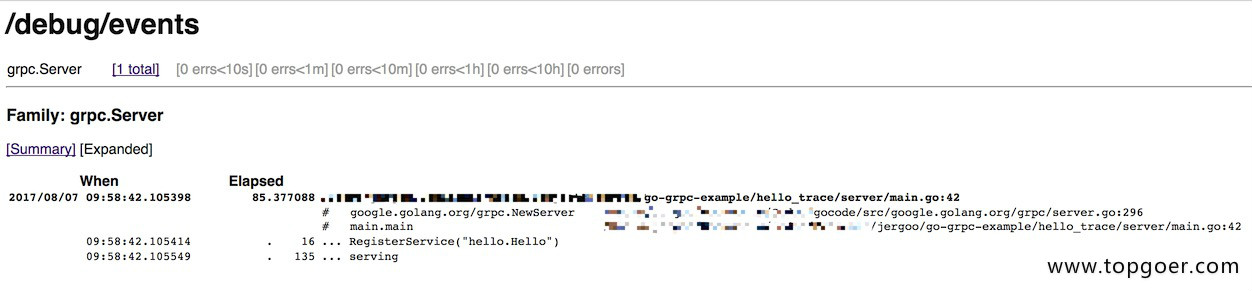 /debug/events
grpc.Server [1 total] [0 errs<10s] [0 errs<1m] [0 errs<10m] [0 errs<1h] [0 errs<10h] [0 errors]
Family: grpc.Server
[Summary] [Expanded]
When Elapsed
2017/08/07 09:58:42.105398 85.377088 go-grpc-example/hello_trace/server/main.go:42
# google.golang.org/grpc.NewServer gocode/src/google.golang.org/grpc/server.go:296
# main.main /jergoo/go-grpc-example/hello_trace/server/main.go:42
09:58:42.105414 . 16 ... RegisterService("hello.Hello")
09:58:42.105549 . 135 ... serving
www.topgoer.com